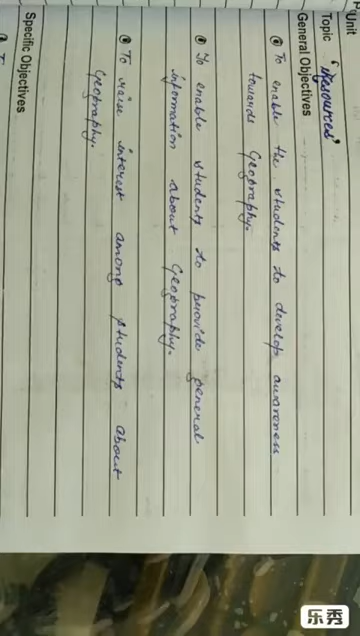 Unit
Topic 'Resources'
General Objectives
To enable the students to develop awareness
towards Geography.
To enable students to provide general
information about Geography.
To raise interest among students about
Geography.
Specific Objectives
乐秀